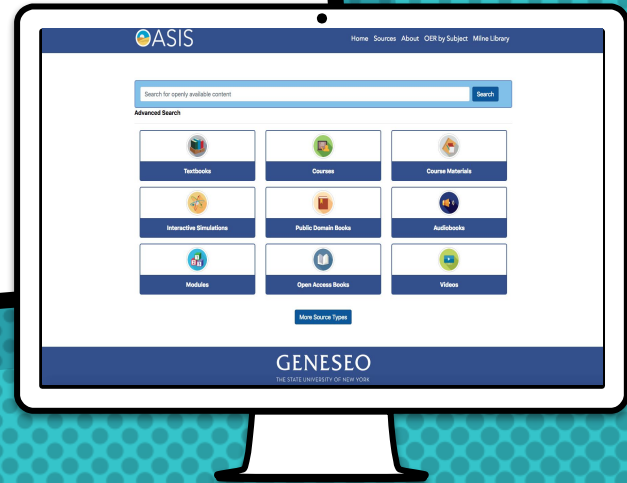 OASIS
Home Sources About OER by Subject Milne Library
Search for openly available content
Search
Advanced Search
Textbooks
Courses
Course Materials
Interactive Simulations
Public Domain Books
Audiobooks
Modules
Open Access Books
Videos
More Source Types
GENESEO
THE STATE UNIVERSITY OF NEW YORK